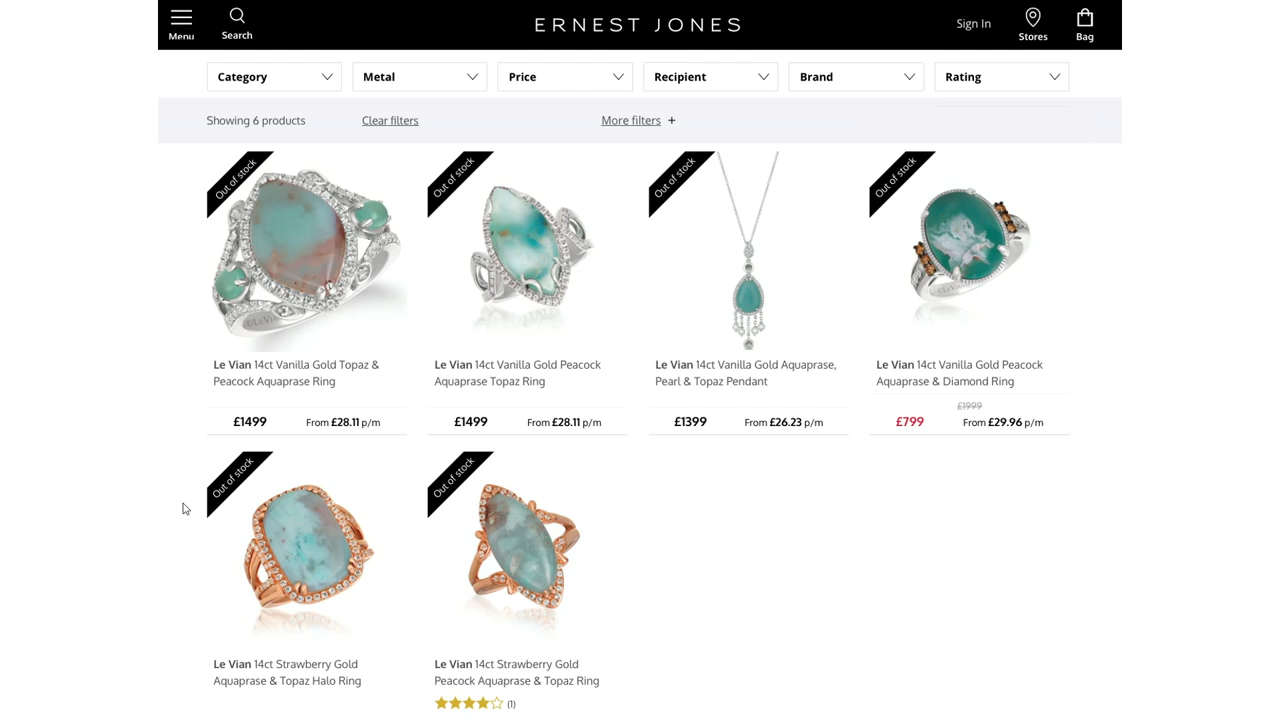 Menu
Search
ERNEST JONES
Sign In
Stores
Bag
Category
Metal
Price
Recipient
Brand
Rating
Showing 6 products
Clear filters
More filters +
Out of stock
Out of stock
Out of stock
Out of stock
Le Vian 14ct Vanilla Gold Topaz &
Peacock Aquaprase Ring
£1499 From £28.11 p/m
Le Vian 14ct Vanilla Gold Peacock
Aquaprase Topaz Ring
£1499 From £28.11 p/m
Le Vian 14ct Vanilla Gold Aquaprase,
Pearl & Topaz Pendant
£1399 From £26.23 p/m
Le Vian 14ct Vanilla Gold Peacock
Aquaprase & Diamond Ring
£1999
£799 From £29.96 p/m
Out of stock
Out of stock
Le Vian 14ct Strawberry Gold
Aquaprase & Topaz Halo Ring
Le Vian 14ct Strawberry Gold
Peacock Aquaprase & Topaz Ring
(1)